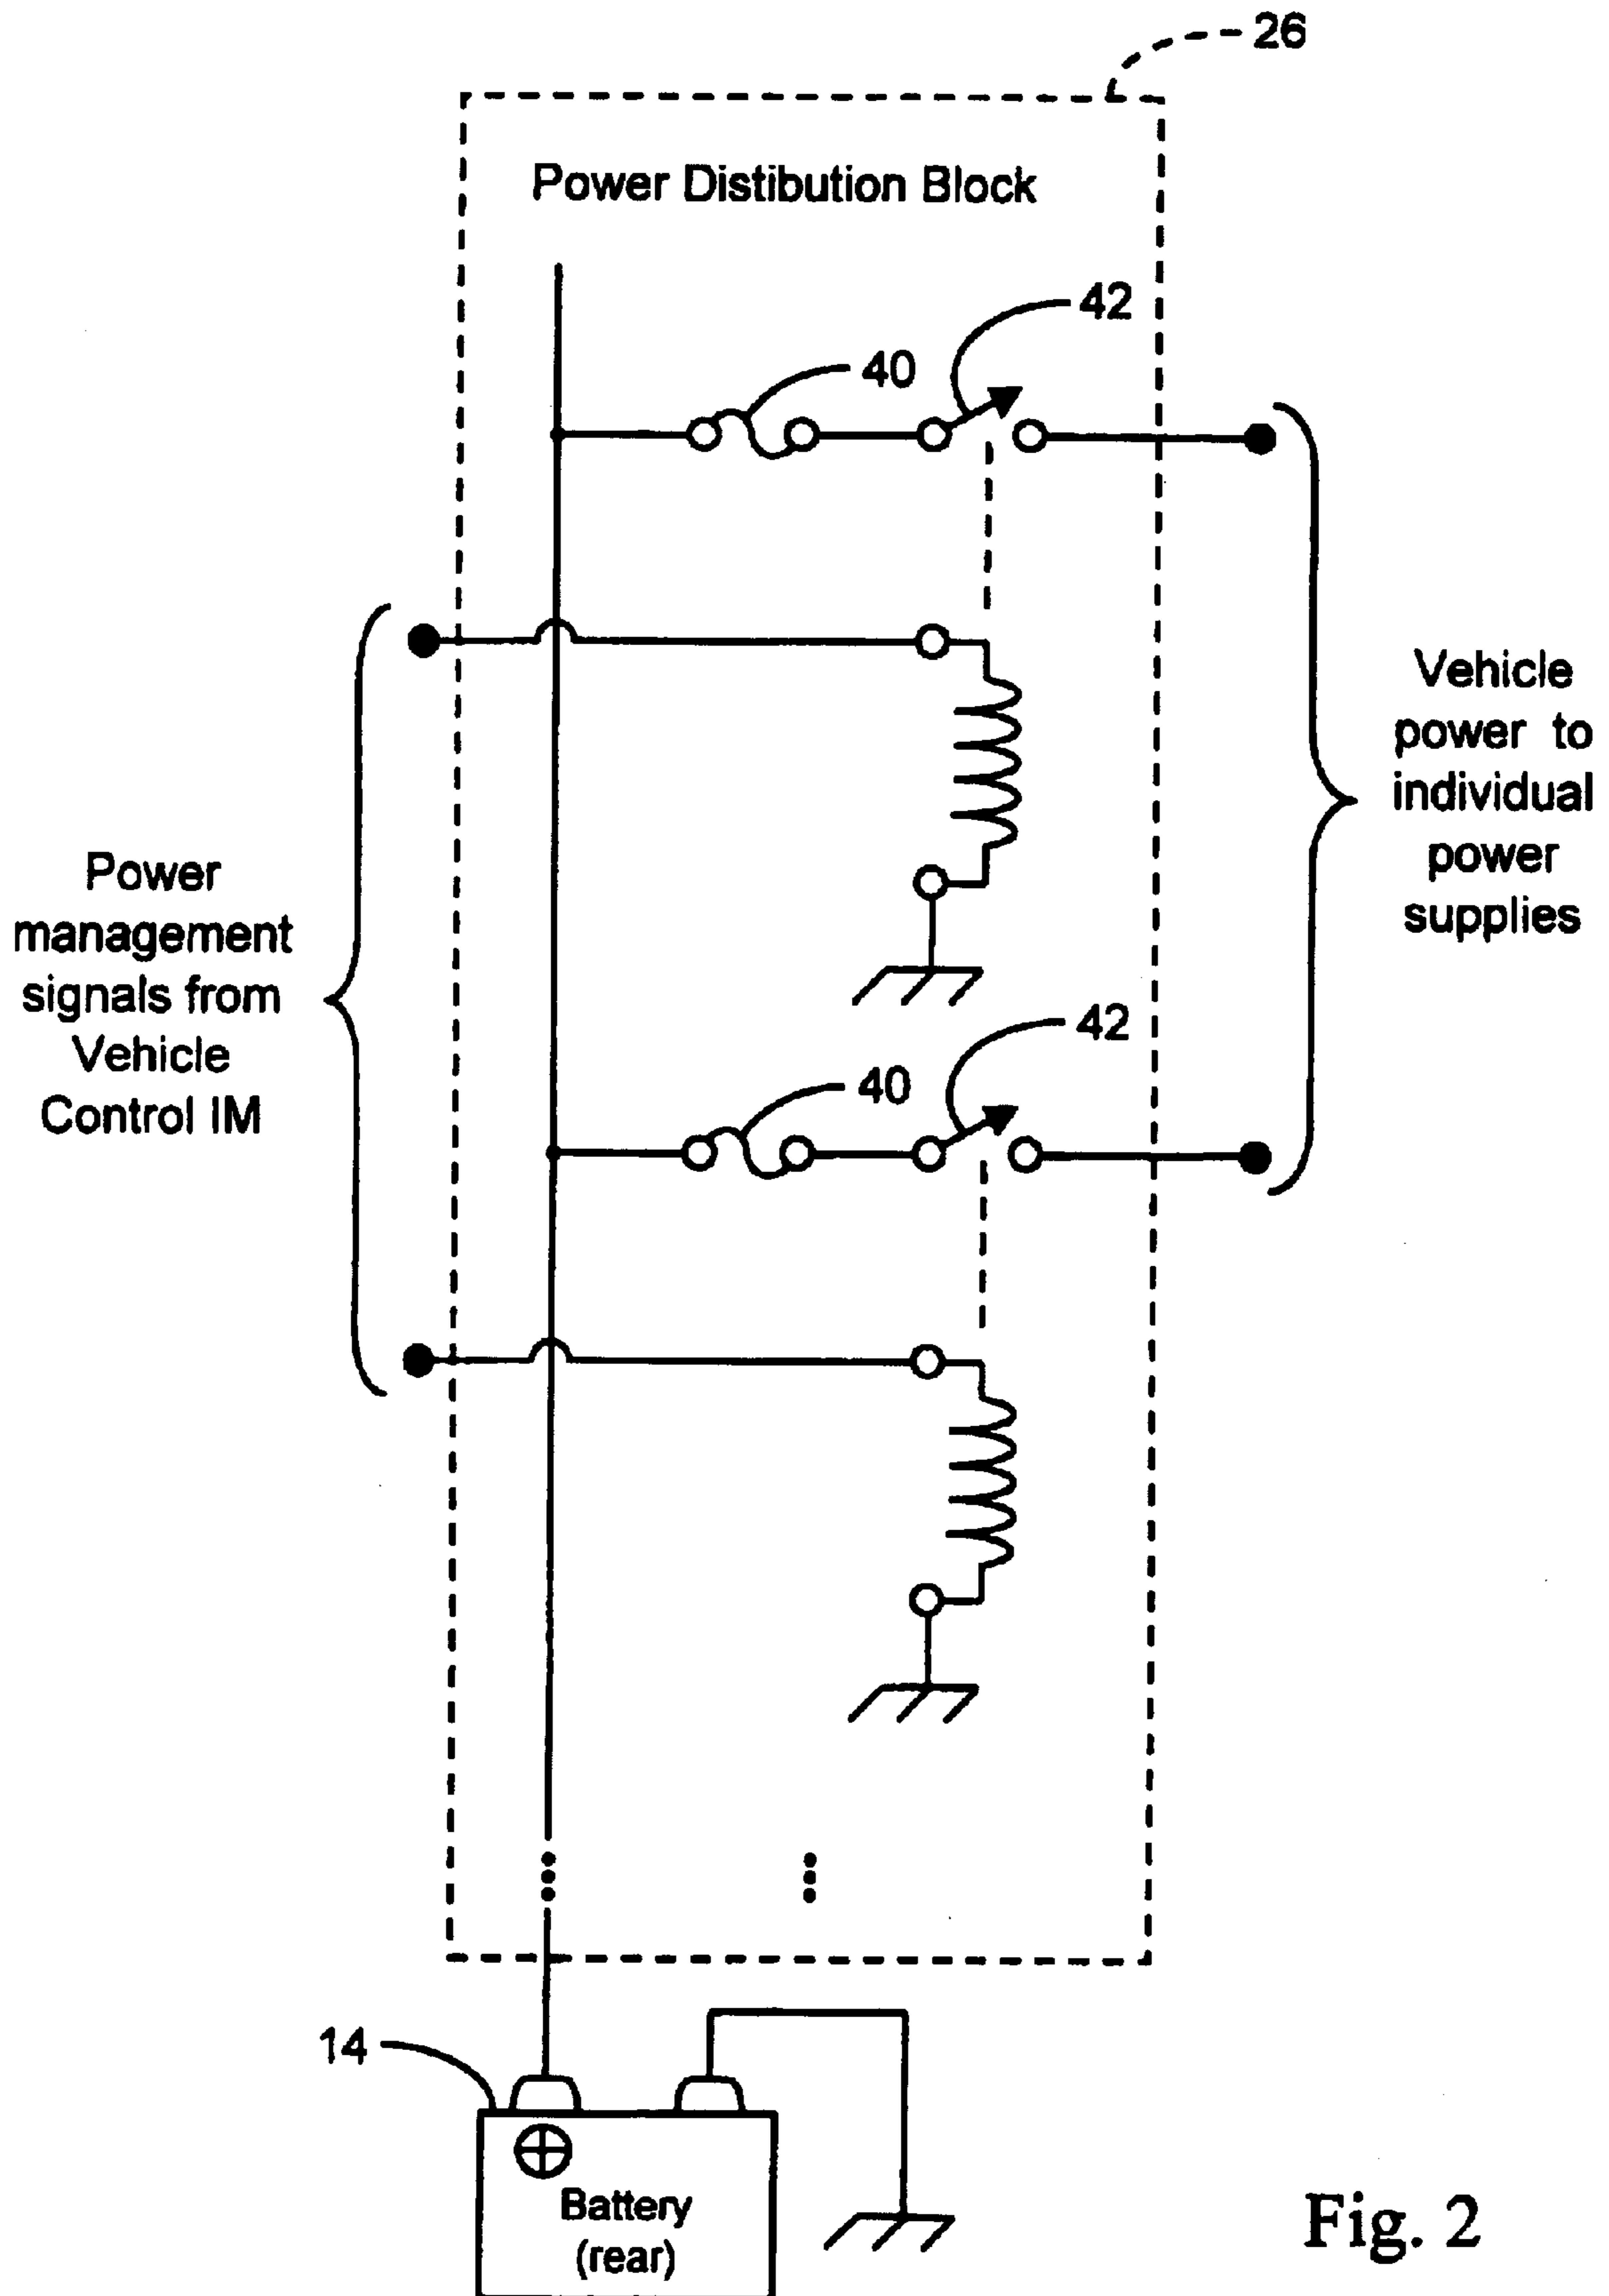 26
Power Distibution Block
42
40
Vehicle
power to
individual
power
supplies
Power
management
signals from
Vehicle
Control IM
42
40
14
Battery
(rear)
Fig. 2